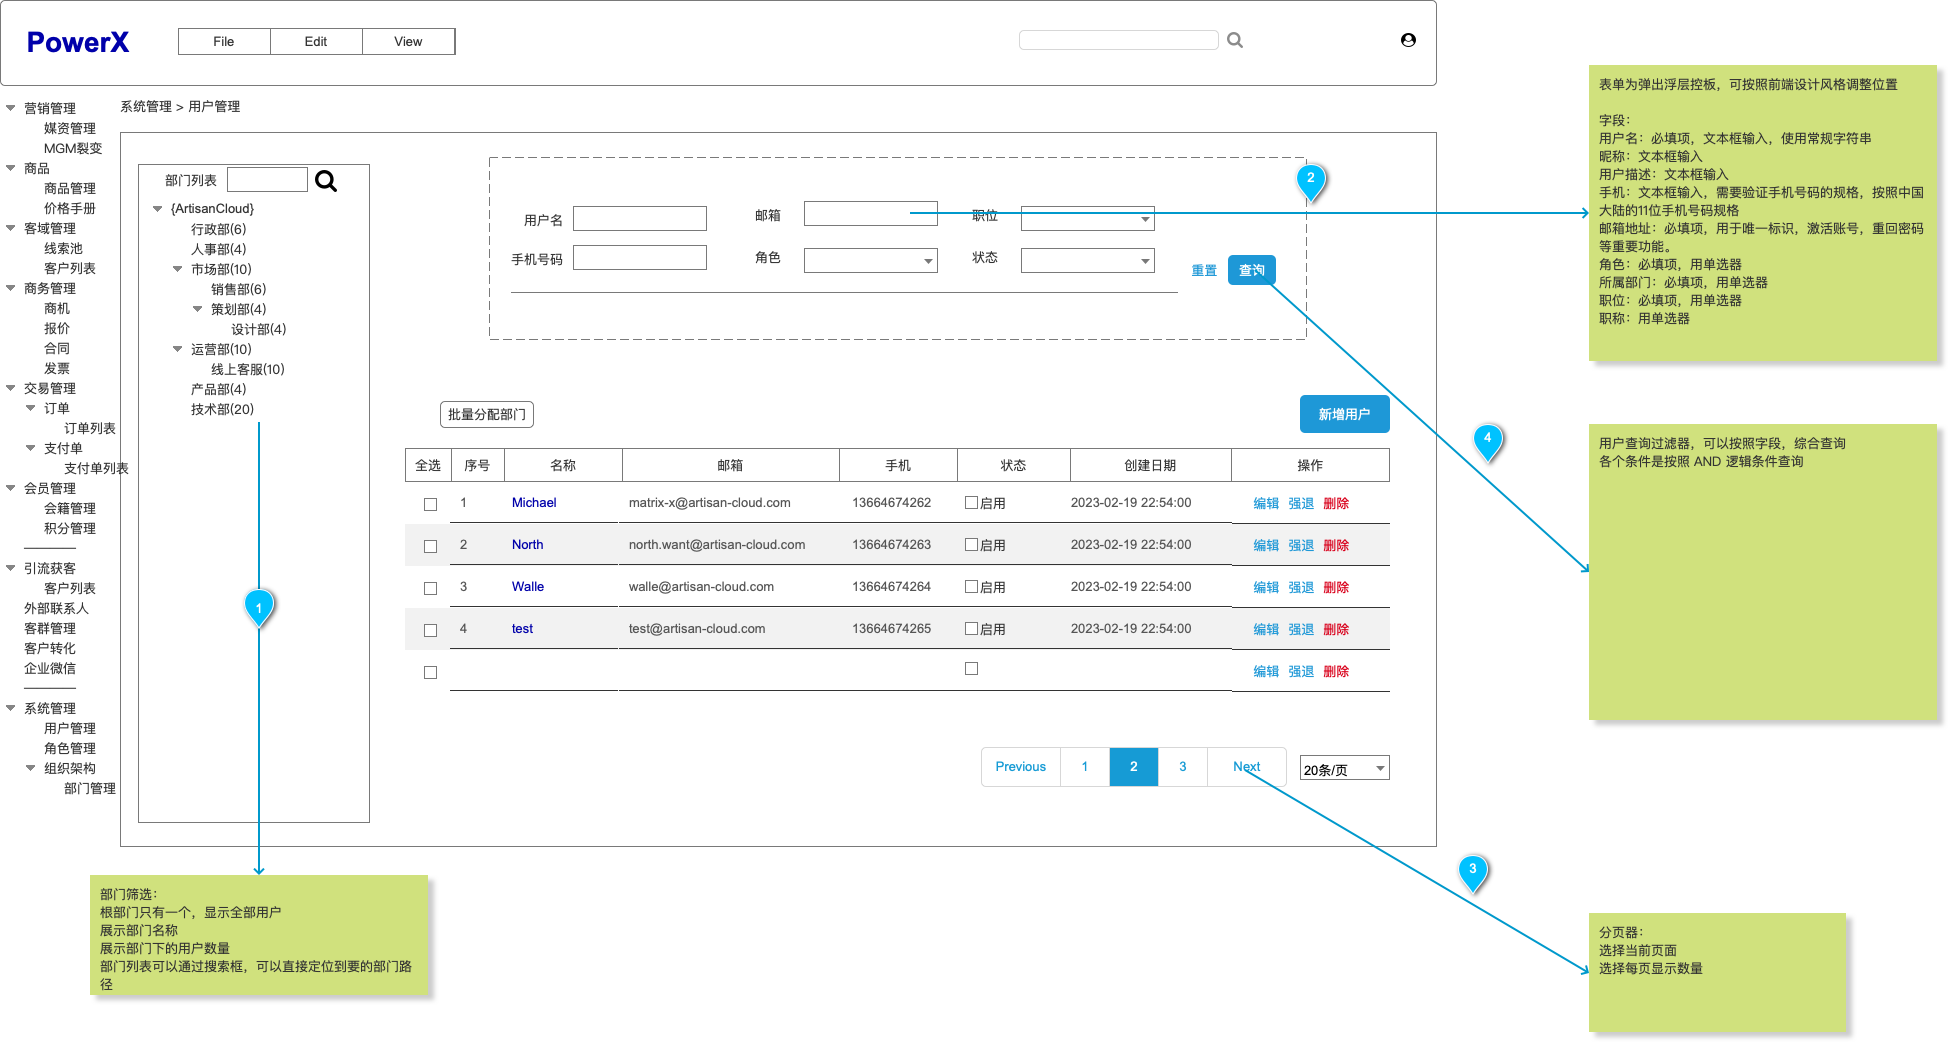 PowerX
File
Edit
View
系统管理 > 用户管理
营销管理
媒资管理
MGM裂变
商品
商品管理
价格手册
客域管理
线索池
客户列表
商务管理
商机
报价
合同
发票
交易管理
订单
订单列表
支付单
支付单列表
会员管理
会籍管理
积分管理
引流获客
客户列表
外部联系人
客群管理
客户转化
企业微信
系统管理
用户管理
角色管理
组织架构
部门管理
部门列表
{ArtisanCloud}
行政部(6)
人事部(4)
市场部(10)
销售部(6)
策划部(4)
设计部(4)
运营部(10)
线上客服(10)
产品部(4)
技术部(20)
1
用户名
邮箱
职位
手机号码
角色
状态
重置
查询
2
批量分配部门
新增用户
全选 序号 名称 邮箱 手机 状态 创建日期 操作
1 Michael matrix-x@artisan-cloud.com 13664674262 启用 2023-02-19 22:54:00 编辑 强退 删除
2 North north.want@artisan-cloud.com 13664674263 启用 2023-02-19 22:54:00 编辑 强退 删除
3 Walle walle@artisan-cloud.com 13664674264 启用 2023-02-19 22:54:00 编辑 强退 删除
4 test test@artisan-cloud.com 13664674265 启用 2023-02-19 22:54:00 编辑 强退 删除
编辑 强退 删除
Previous 1 2 3 Next
20条/页
4
3
表单为弹出浮层控板，可按照前端设计风格调整位置
字段：
用户名：必填项，文本框输入，使用常规字符串
昵称：文本框输入
用户描述：文本框输入
手机：文本框输入，需要验证手机号码的规格，按照中国
大陆的11位手机号码规格
邮箱地址：必填项，用于唯一标识，激活账号，重回密码
等重要功能。
角色：必填项，用单选器
所属部门：必填项，用单选器
职位：必填项，用单选器
职称：用单选器
用户查询过滤器，可以按照字段，综合查询
各个条件是按照 AND 逻辑条件查询
分页器：
选择当前页面
选择每页显示数量
部门筛选：
根部门只有一个，显示全部用户
展示部门名称
展示部门下的用户数量
部门列表可以通过搜索框，可以直接定位到要的部门路
径